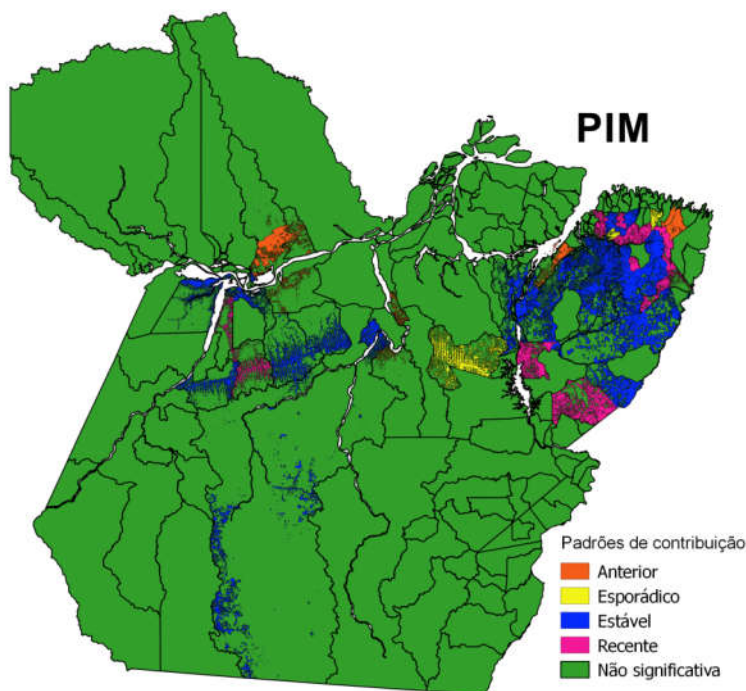 PIM
Padrões de contribuição
Anterior
Esporádico
Estável
Recente
Não significativa